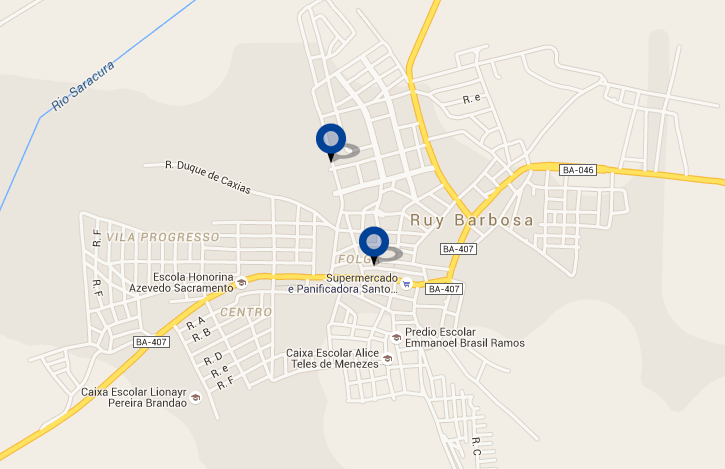 Rio Saracura
R. e
R. Duque de Caxias
BA-046
Ruy Barbosa
R. F
VILA PROGRESSO
BA-407
FOLG
Escola Honorina
Azevedo Sacramento
Supermercado
e Panificadora Santo...
R. F
BA-407
CENTRO
R. A
R. B
BA-407
Predio Escolar
Emmanoel Brasil Ramos
Caixa Escolar Alice
Teles de Menezes
R. D
R. e
R. F
Caixa Escolar Lionayr
Pereira Brandao
R. C